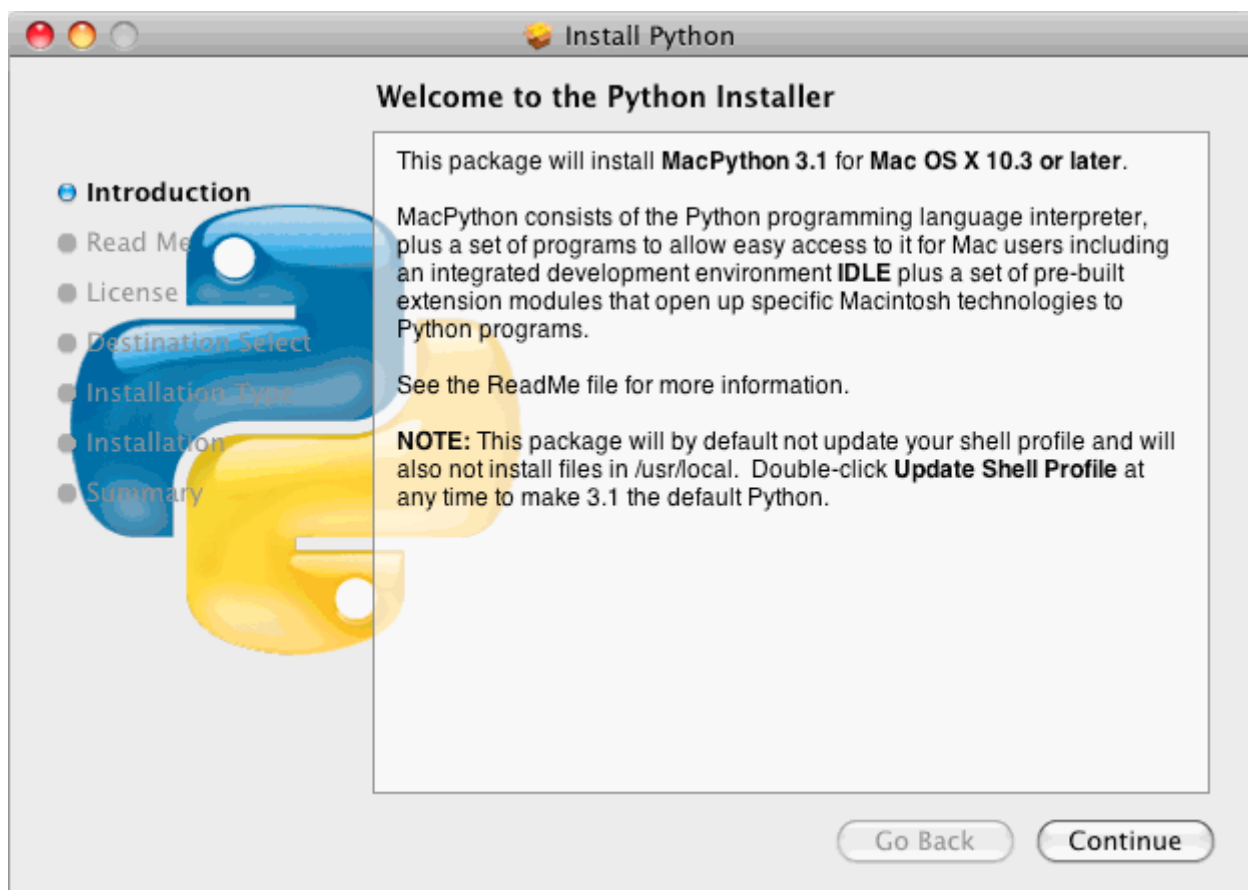 Install Python
Welcome to the Python Installer
Introduction
Read Me
License
Destination Select
Installation Type
Installation
Summary
This package will install MacPython 3.1 for Mac OS X 10.3 or later.
MacPython consists of the Python programming language interpreter,
plus a set of programs to allow easy access to it for Mac users including
an integrated development environment IDLE plus a set of pre-built
extension modules that open up specific Macintosh technologies to
Python programs.
See the ReadMe file for more information.
NOTE: This package will by default not update your shell profile and will
also not install files in /usr/local. Double-click Update Shell Profile at
any time to make 3.1 the default Python.
Go Back
Continue